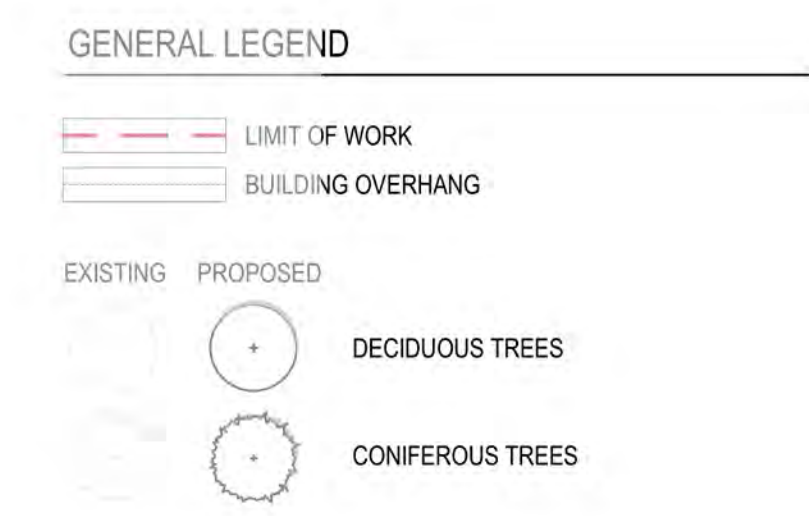 GENERAL LEGEND
LIMIT OF WORK
BUILDING OVERHANG
EXISTING PROPOSED
DECIDUOUS TREES
CONIFEROUS TREES